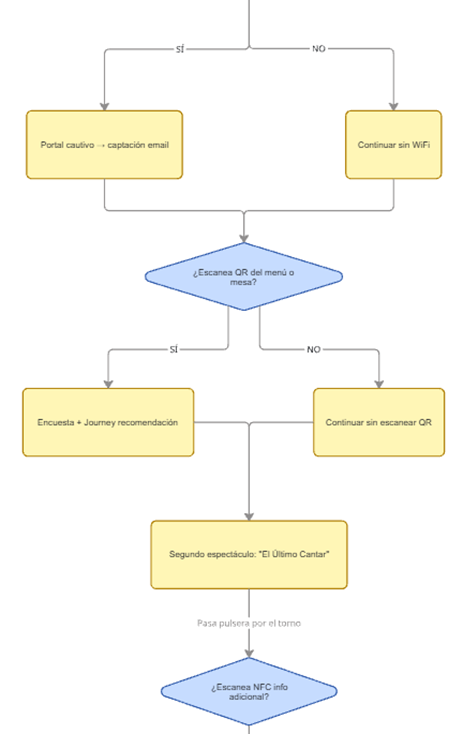 SÍ
NO
Portal cautivo → captación email
Continuar sin WiFi
¿Escanea QR del menú o
mesa?
SÍ
NO
Encuesta + Journey recomendación
Continuar sin escanear QR
Segundo espectáculo: "El Último Cantar"
Pasa pulsera por el torno
¿Escanea NFC info
adicional?